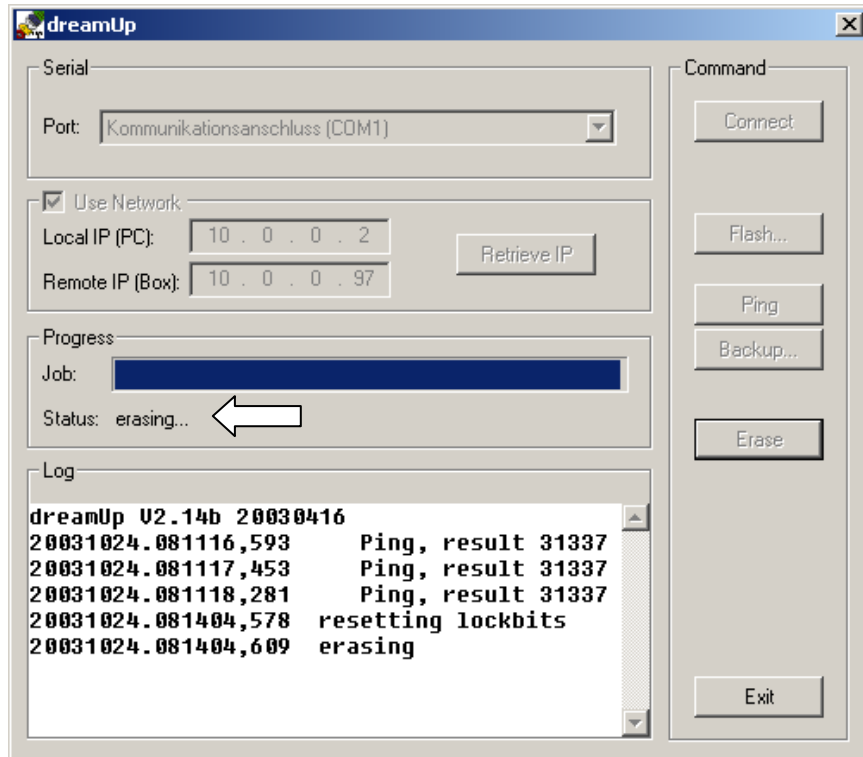 dreamUp
Serial
Port: Kommunikationsanschluss (COM1)
Use Network
Local IP (PC): 10 . 0 . 0 . 2
Remote IP (Box): 10 . 0 . 0 . 97
Retrieve IP
Progress
Job:
Status: erasing...
Log
dreamUp V2.14b 20030416
20031024.081116,593 Ping, result 31337
20031024.081117,453 Ping, result 31337
20031024.081118,281 Ping, result 31337
20031024.081404,578 resetting lockbits
20031024.081404,609 erasing
Command
Connect
Flash...
Ping
Backup...
Erase
Exit